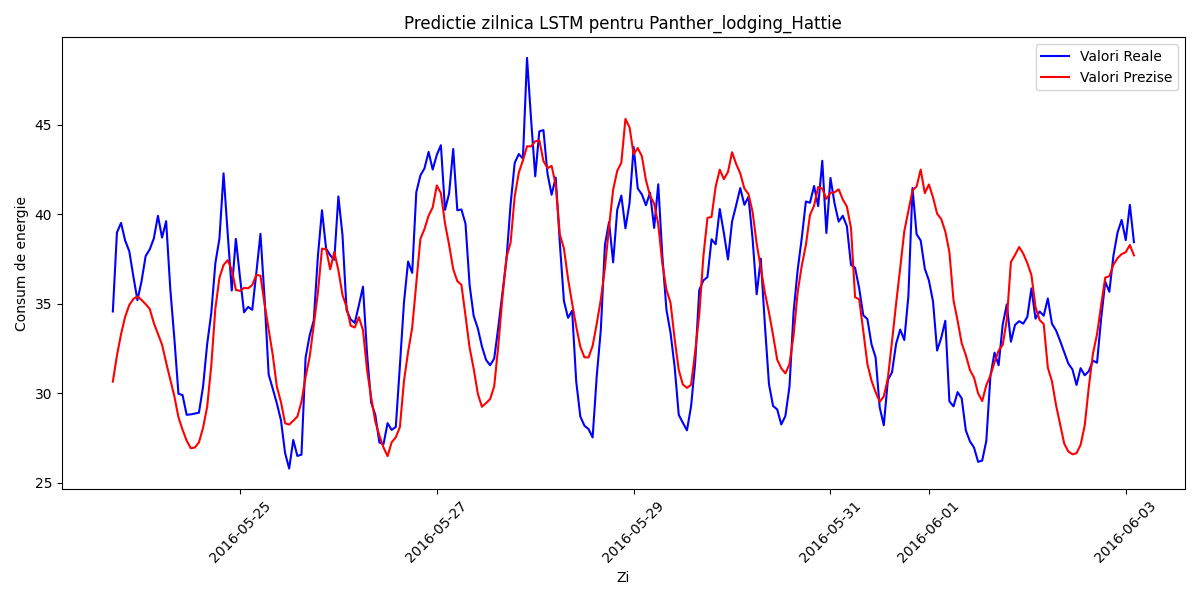 Predictie zilnica LSTM pentru Panther_lodging_Hattie
Valori Reale
Valori Prezise
Consum de energie
45
40
35
30
25
2016-05-25
2016-05-27
2016-05-29
2016-05-31
2016-06-01
2016-06-03
Zi